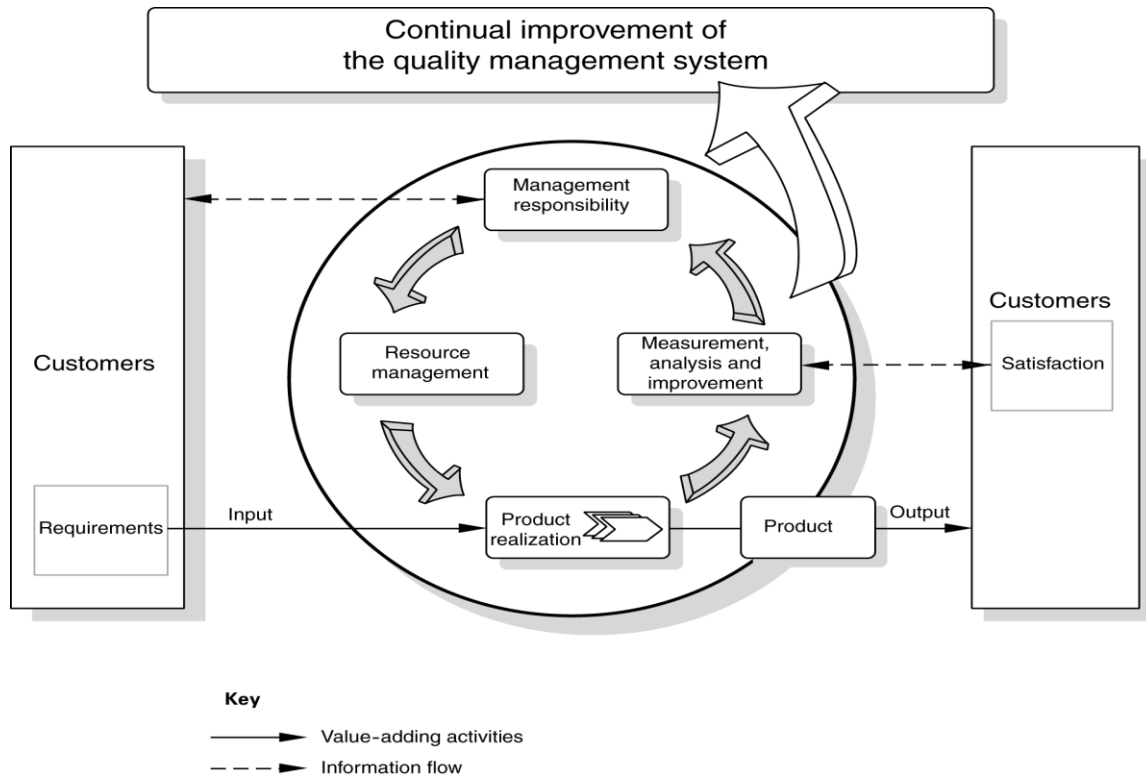 Continual improvement of
the quality management system
Management
responsibility
Customers
Resource
management
Measurement,
analysis and
improvement
Customers
Satisfaction
Requirements
Input
Product
realization
Product
Output
Key
Value-adding activities
Information flow